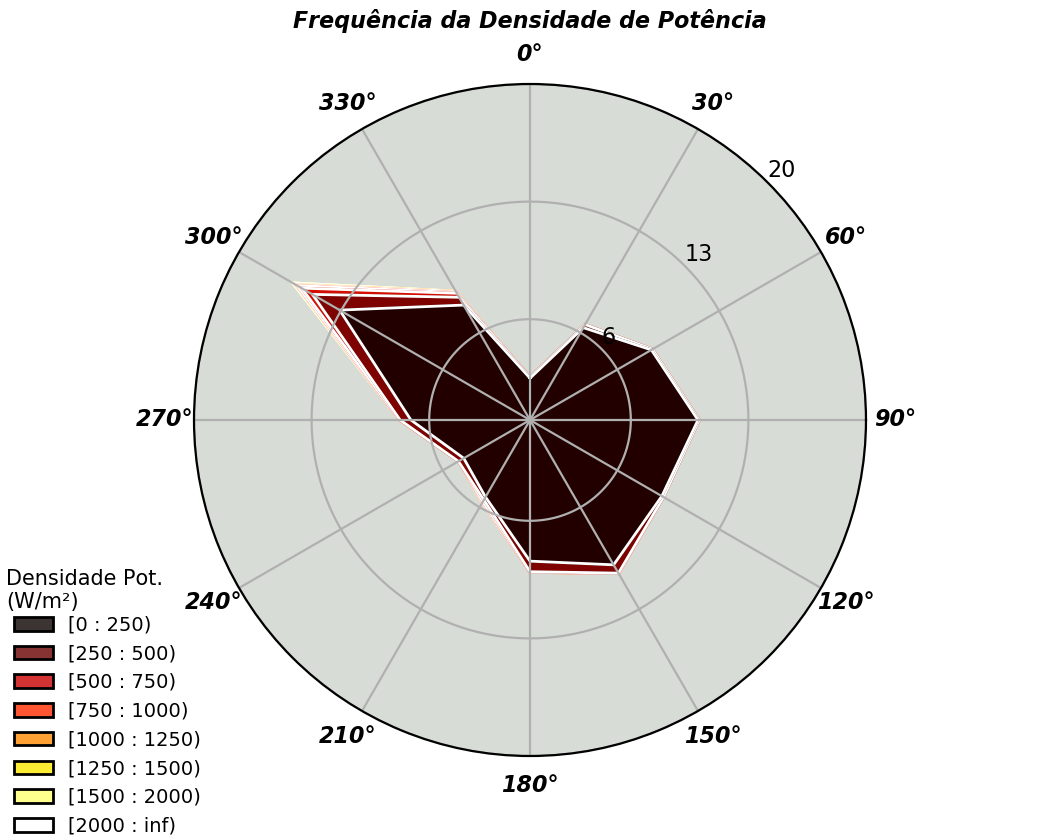 Frequência da Densidade de Potência
0°
330°
30°
20
300°
60°
13
6
270°
90°
Densidade Pot.
(W/m²)
240°
120°
[0 : 250)
[250 : 500)
[500 : 750)
[750 : 1000)
210°
150°
[1000 : 1250)
[1250 : 1500)
180°
[1500 : 2000)
[2000 : inf)